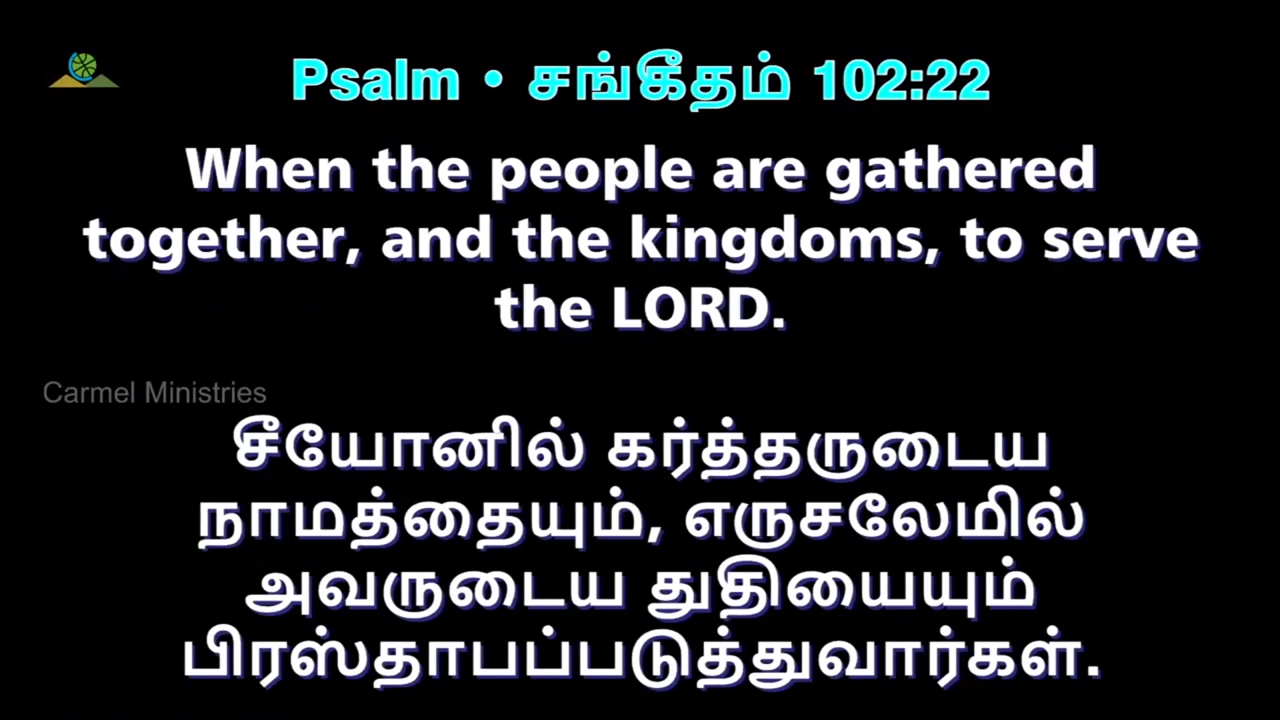 Psalm • சங்கீதம் 102:22
When the people are gathered
together, and the kingdoms, to serve
the LORD.
Carmel Ministries
சீயோனில் கர்த்தருடைய
நாமத்தையும், எருசலேமில்
அவருடைய துதியையும்
பிரஸ்தாபப்படுத்துவார்கள்.